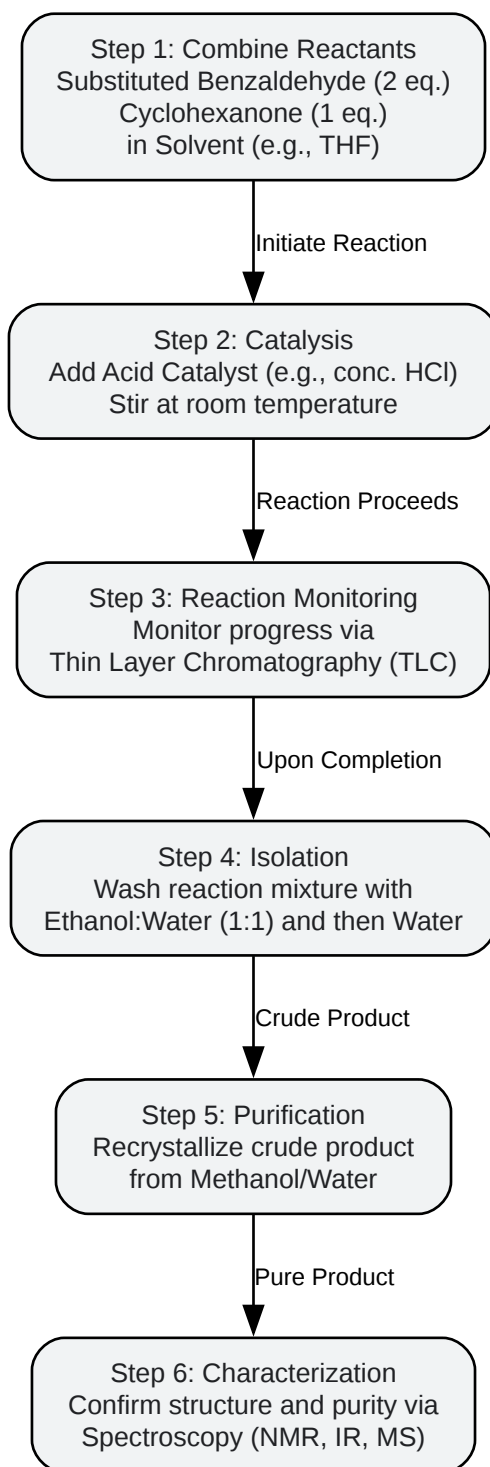 Step 1: Combine Reactants
Substituted Benzaldehyde (2 eq.)
Cyclohexanone (1 eq.)
in Solvent (e.g., THF)
Initiate Reaction
Step 2: Catalysis
Add Acid Catalyst (e.g., conc. HCl)
Stir at room temperature
Reaction Proceeds
Step 3: Reaction Monitoring
Monitor progress via
Thin Layer Chromatography (TLC)
Upon Completion
Step 4: Isolation
Wash reaction mixture with
Ethanol:Water (1:1) and then Water
Crude Product
Step 5: Purification
Recrystallize crude product
from Methanol/Water
Pure Product
Step 6: Characterization
Confirm structure and purity via
Spectroscopy (NMR, IR, MS)